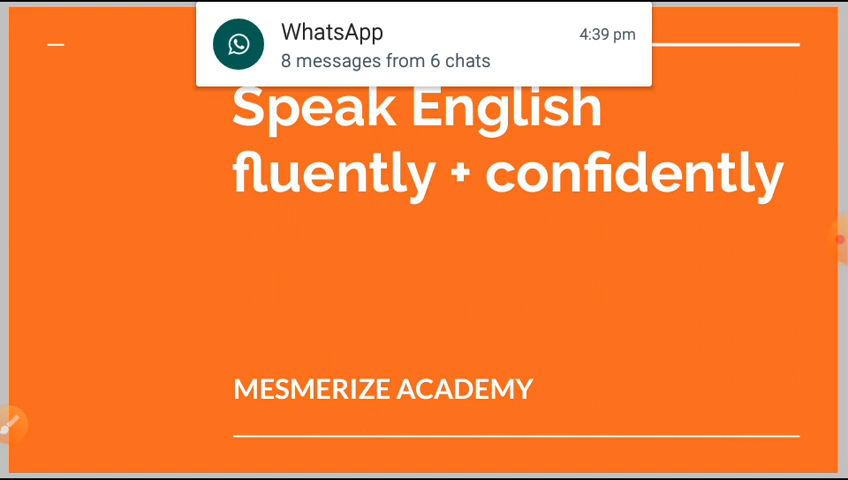 WhatsApp
4:39 pm
8 messages from 6 chats
Speak English
fluently + confidently
MESMERIZE ACADEMY